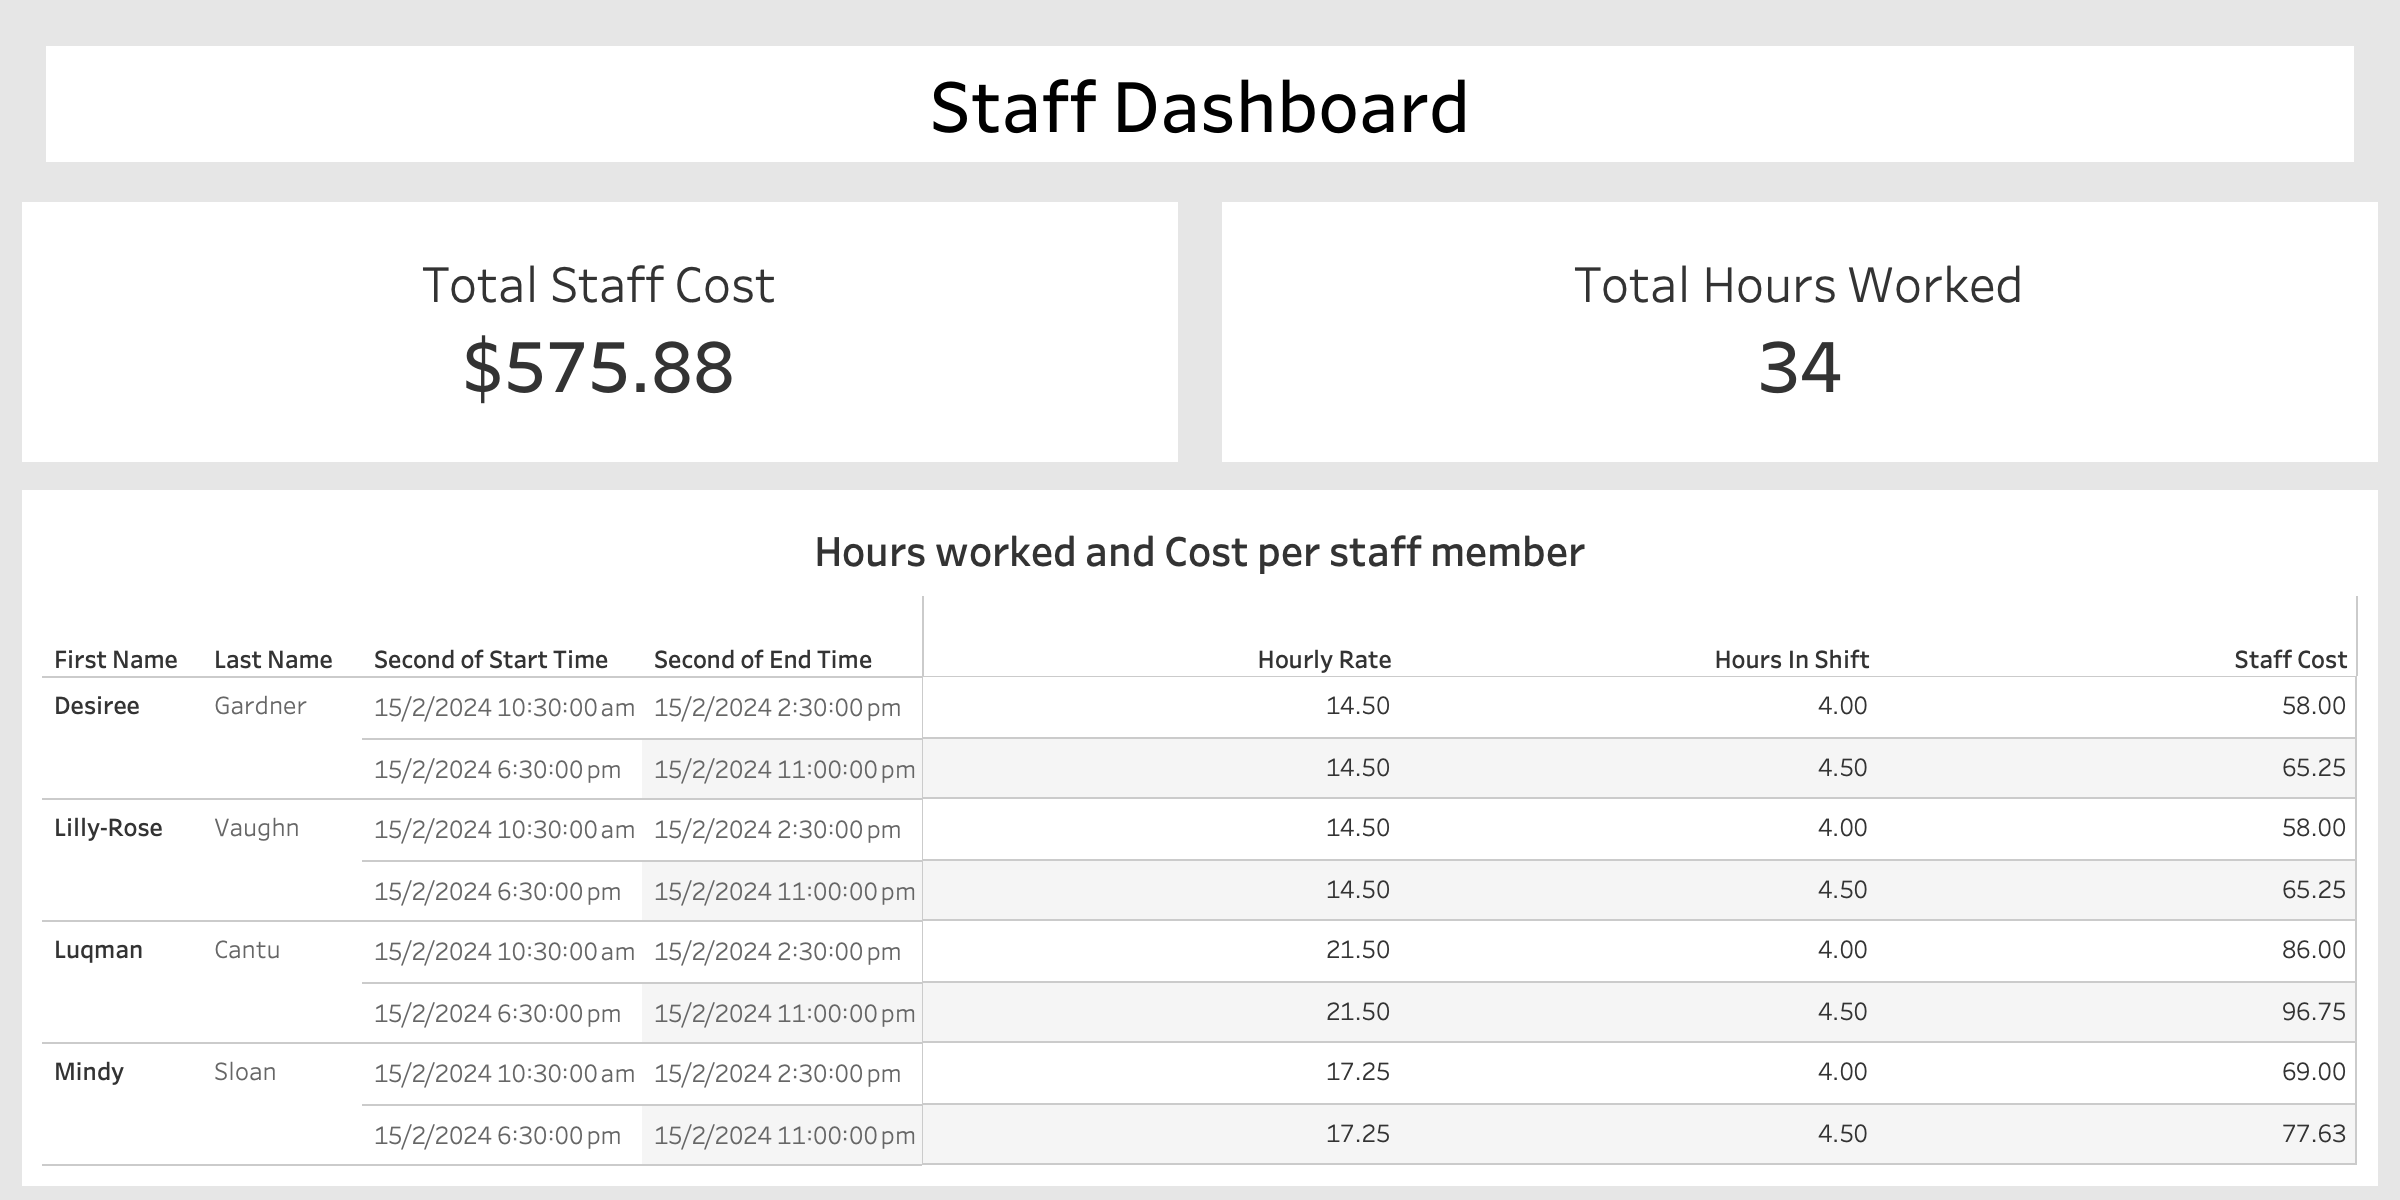 Staff Dashboard
Total Staff Cost
$575.88
Total Hours Worked
34
Hours worked and Cost per staff member
First Name Last Name Second of Start Time Second of End Time Hourly Rate Hours In Shift Staff Cost
Desiree Gardner 15/2/2024 10:30:00 am 15/2/2024 2:30:00 pm 14.50 4.00 58.00
15/2/2024 6:30:00 pm 15/2/2024 11:00:00 pm 14.50 4.50 65.25
Lilly-Rose Vaughn 15/2/2024 10:30:00 am 15/2/2024 2:30:00 pm 14.50 4.00 58.00
15/2/2024 6:30:00 pm 15/2/2024 11:00:00 pm 14.50 4.50 65.25
Luqman Cantu 15/2/2024 10:30:00 am 15/2/2024 2:30:00 pm 21.50 4.00 86.00
15/2/2024 6:30:00 pm 15/2/2024 11:00:00 pm 21.50 4.50 96.75
Mindy Sloan 15/2/2024 10:30:00 am 15/2/2024 2:30:00 pm 17.25 4.00 69.00
15/2/2024 6:30:00 pm 15/2/2024 11:00:00 pm 17.25 4.50 77.63